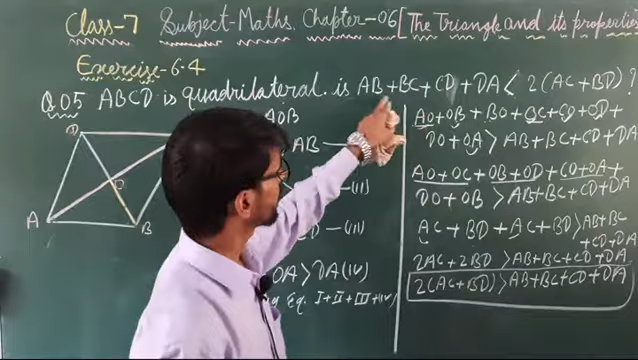 Class-7 Subject-Maths, Chapter-06 [The Triangle and its properties
Exercise-6.4
Q.05 ABCD is quadrilateral. is AB+BC+CD+DA < 2(AC+BD)?
D
O
A
B
AOB
AB
(II)
(III)
OA > DA (IV)
Eq. I+II+III+IV)
AO+OB+BO+OC+CO+OD+
DO+OA > AB+BC+CD+DA
AO+OC+OB+OD+CO+OA+
DO+OB > AB+BC+CD+DA
AC+BD+AC+BD > AB+BC
+CD+DA
2AC+2BD > AB+BC+CD+DA
2(AC+BD) > AB+BC+CD+DA